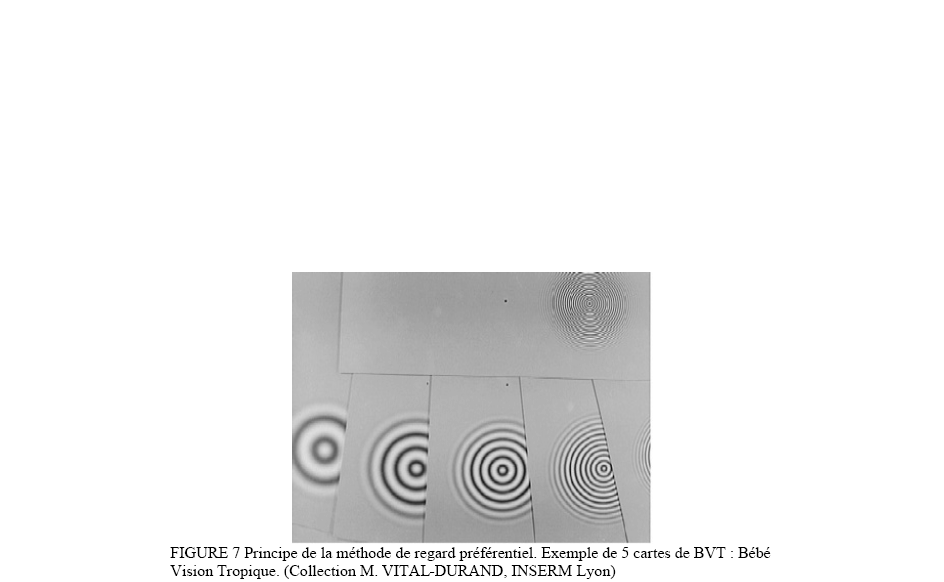 FIGURE 7 Principe de la méthode de regard préférentiel. Exemple de 5 cartes de BVT : Bébé
Vision Tropique. (Collection M. VITAL-DURAND, INSERM Lyon)